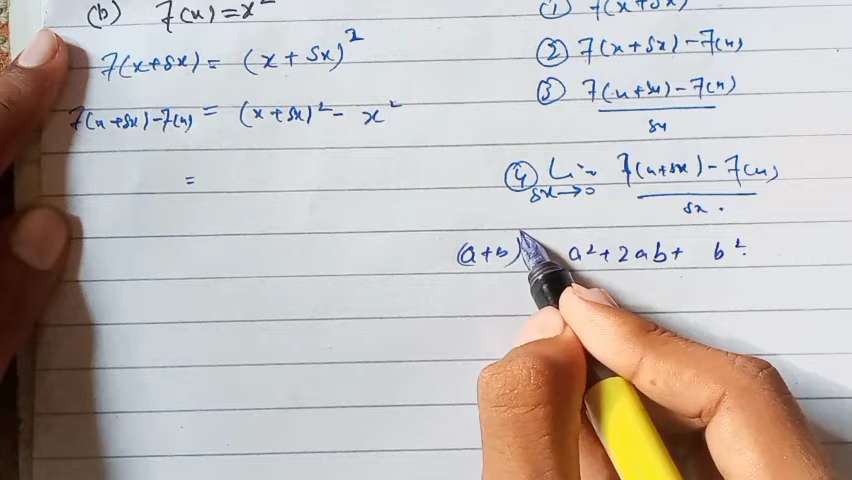 (b) f(x) = x²
f(x+δx) = (x+δx)²
f(x+δx)-f(x) = (x+δx)² - x²
=
① f(x+δx)
② f(x+δx) - f(x)
③ f(x+δx) - f(x)
δx
④ Lim f(x+δx) - f(x)
δx→0 δx.
(a+b) a²+2ab+ b².